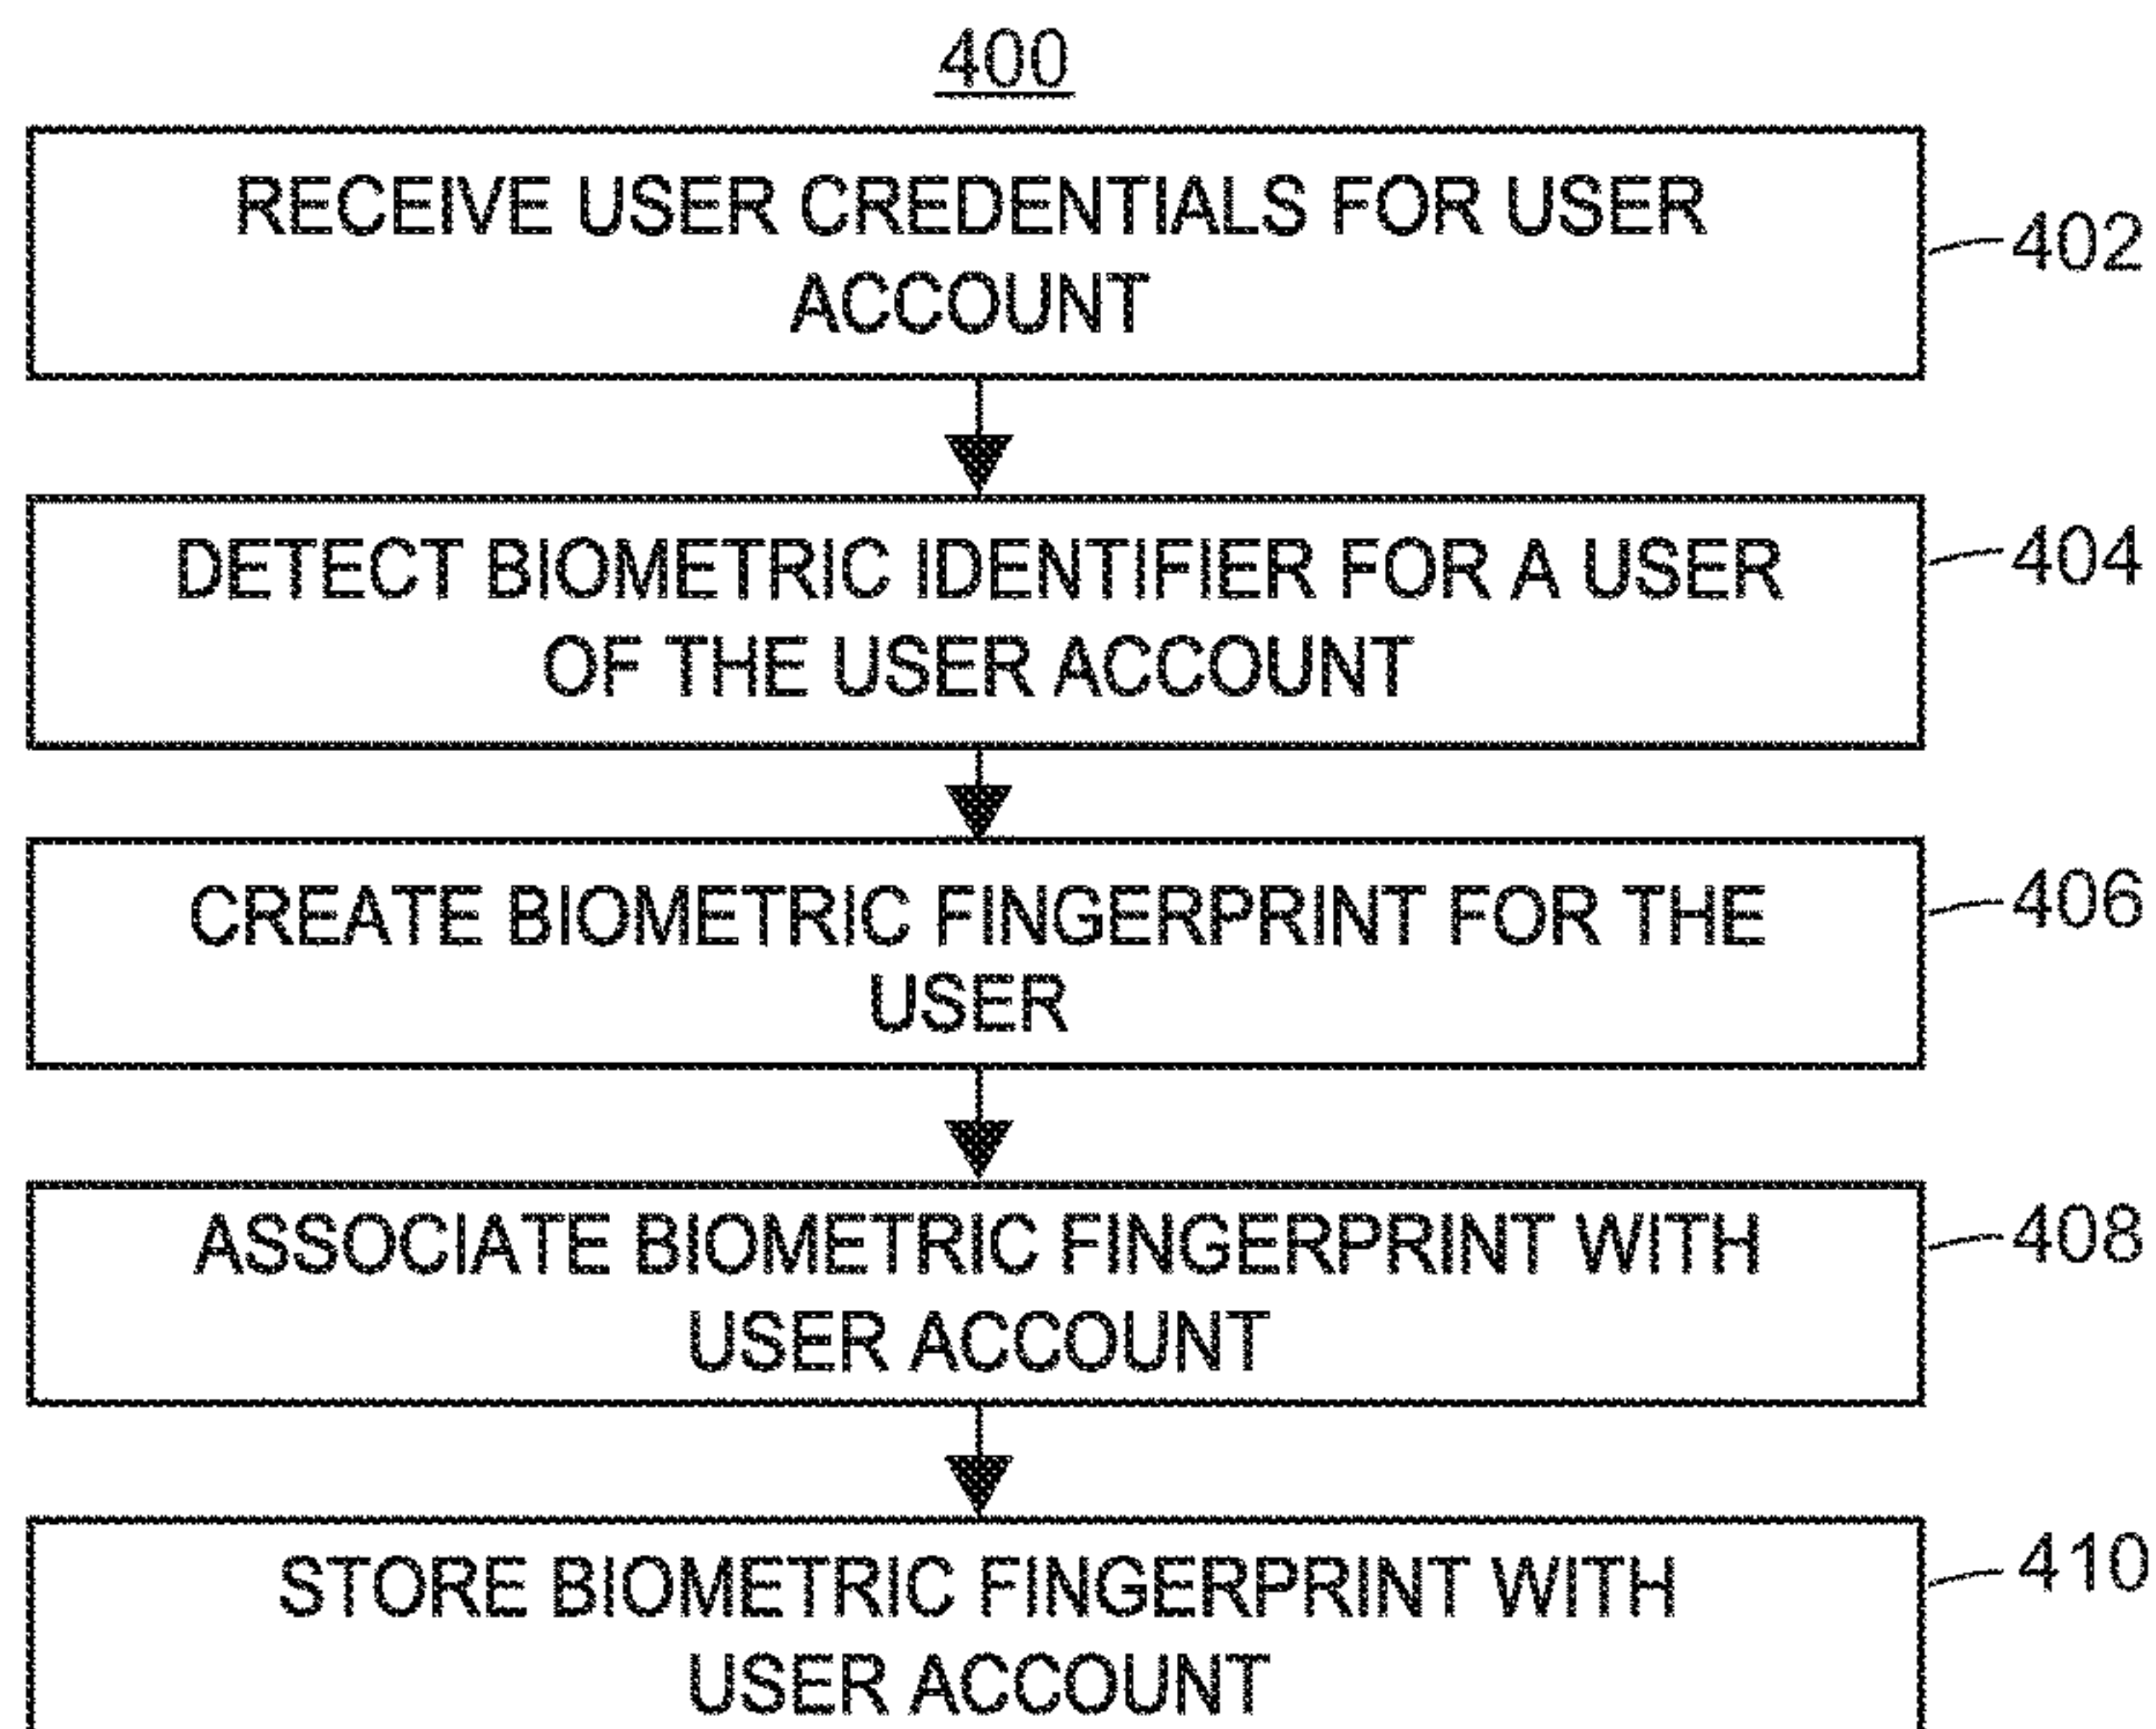 400
RECEIVE USER CREDENTIALS FOR USER
ACCOUNT
402
DETECT BIOMETRIC IDENTIFIER FOR A USER
OF THE USER ACCOUNT
404
CREATE BIOMETRIC FINGERPRINT FOR THE
USER
406
ASSOCIATE BIOMETRIC FINGERPRINT WITH
USER ACCOUNT
408
STORE BIOMETRIC FINGERPRINT WITH
USER ACCOUNT
410